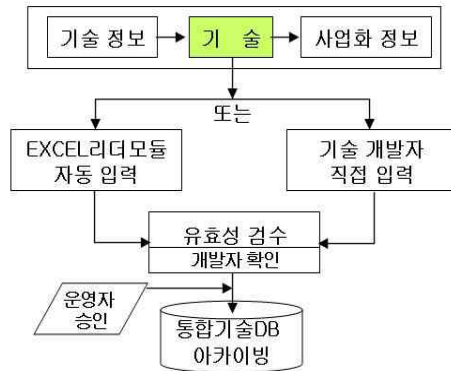 기술 정보
기 술
사업화 정보
또는
EXCEL리더모듈
자동 입력
기술 개발자
직접 입력
유효성 검수
개발자 확인
운영자
승인
통합기술DB
아카이빙